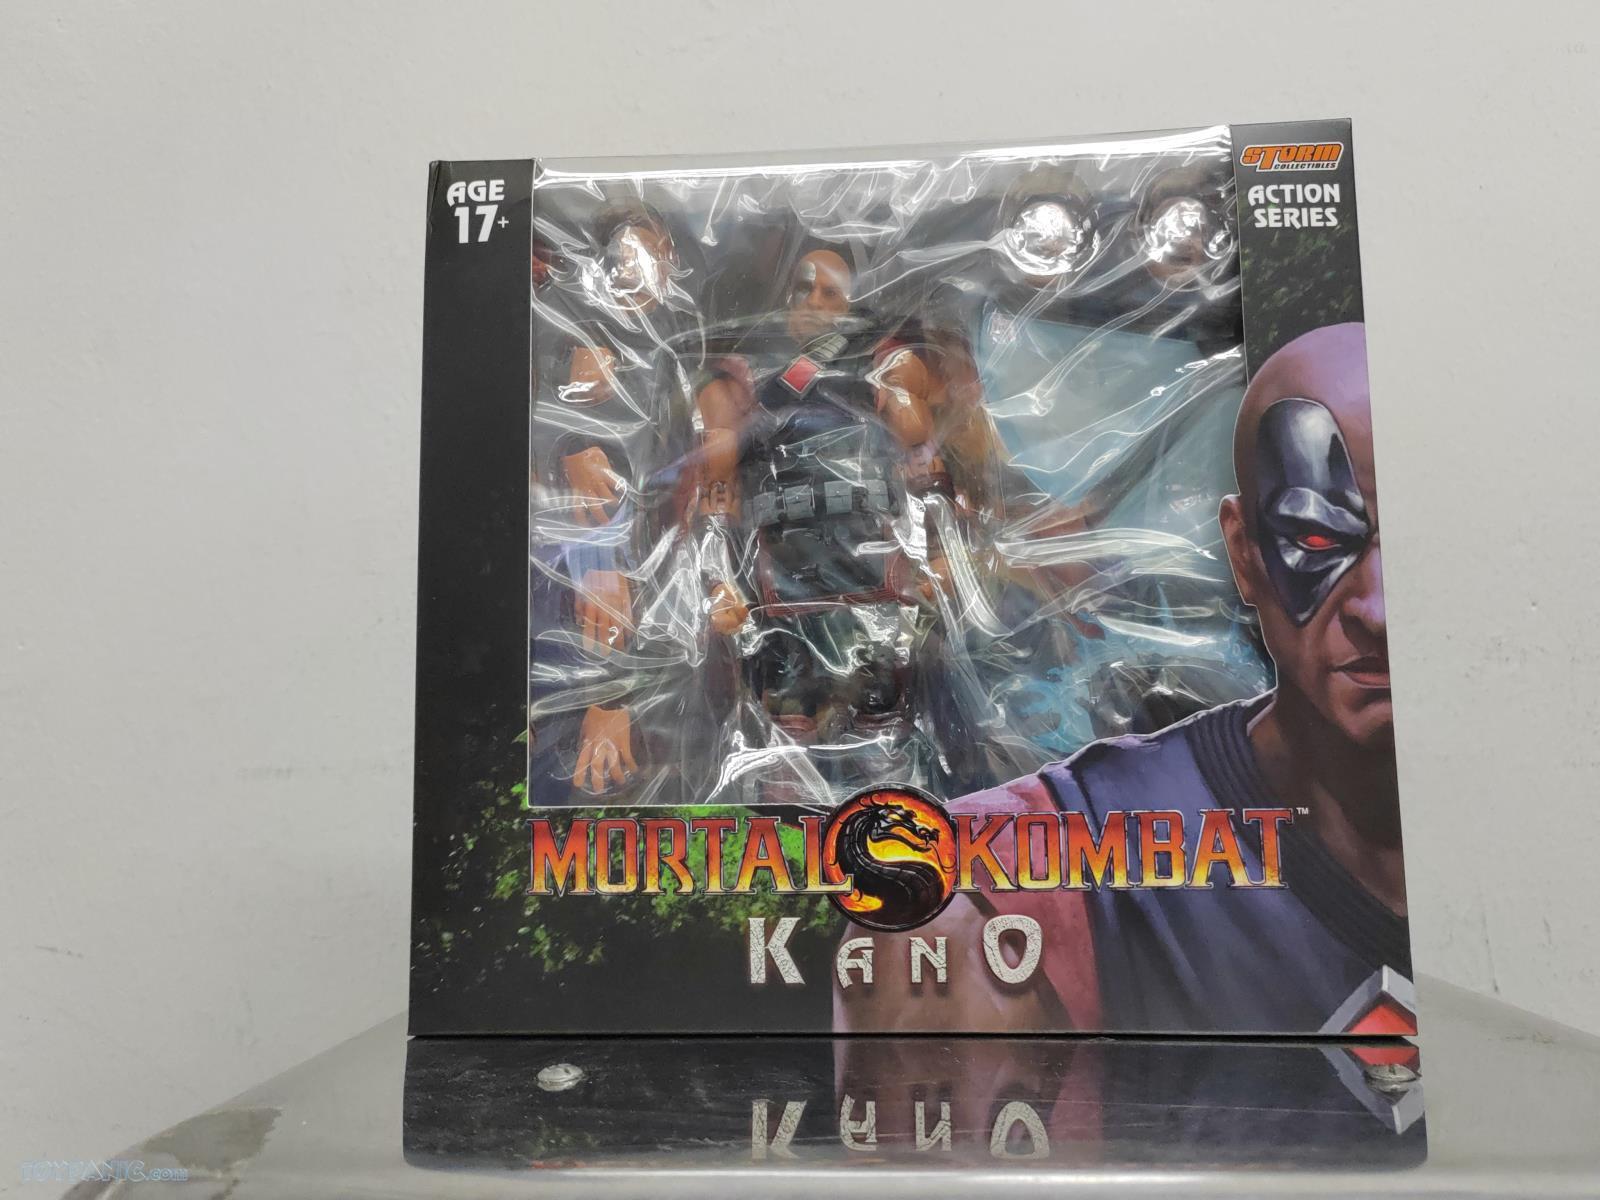 AGE
17+
STORM
COLLECTIBLES
ACTION
SERIES
MORTAL KOMBAT™
KANO
TOYPANIC.com